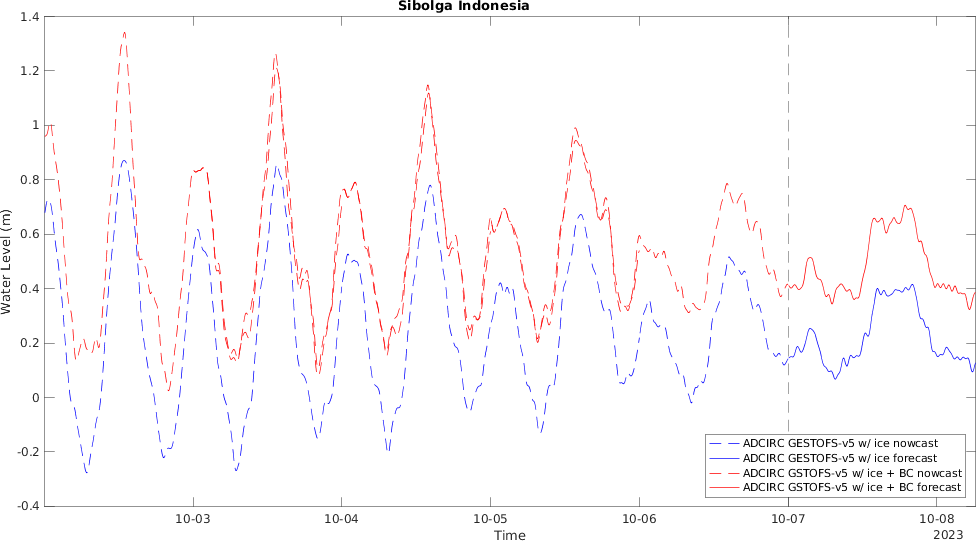 Sibolga Indonesia
Water Level (m)
1.4
1.2
1
0.8
0.6
0.4
0.2
0
-0.2
-0.4
ADCIRC GESTOFS-v5 w/ ice nowcast
ADCIRC GESTOFS-v5 w/ ice forecast
ADCIRC GSTOFS-v5 w/ ice + BC nowcast
ADCIRC GSTOFS-v5 w/ ice + BC forecast
10-03 10-04 10-05 10-06 10-07 10-08
Time
2023